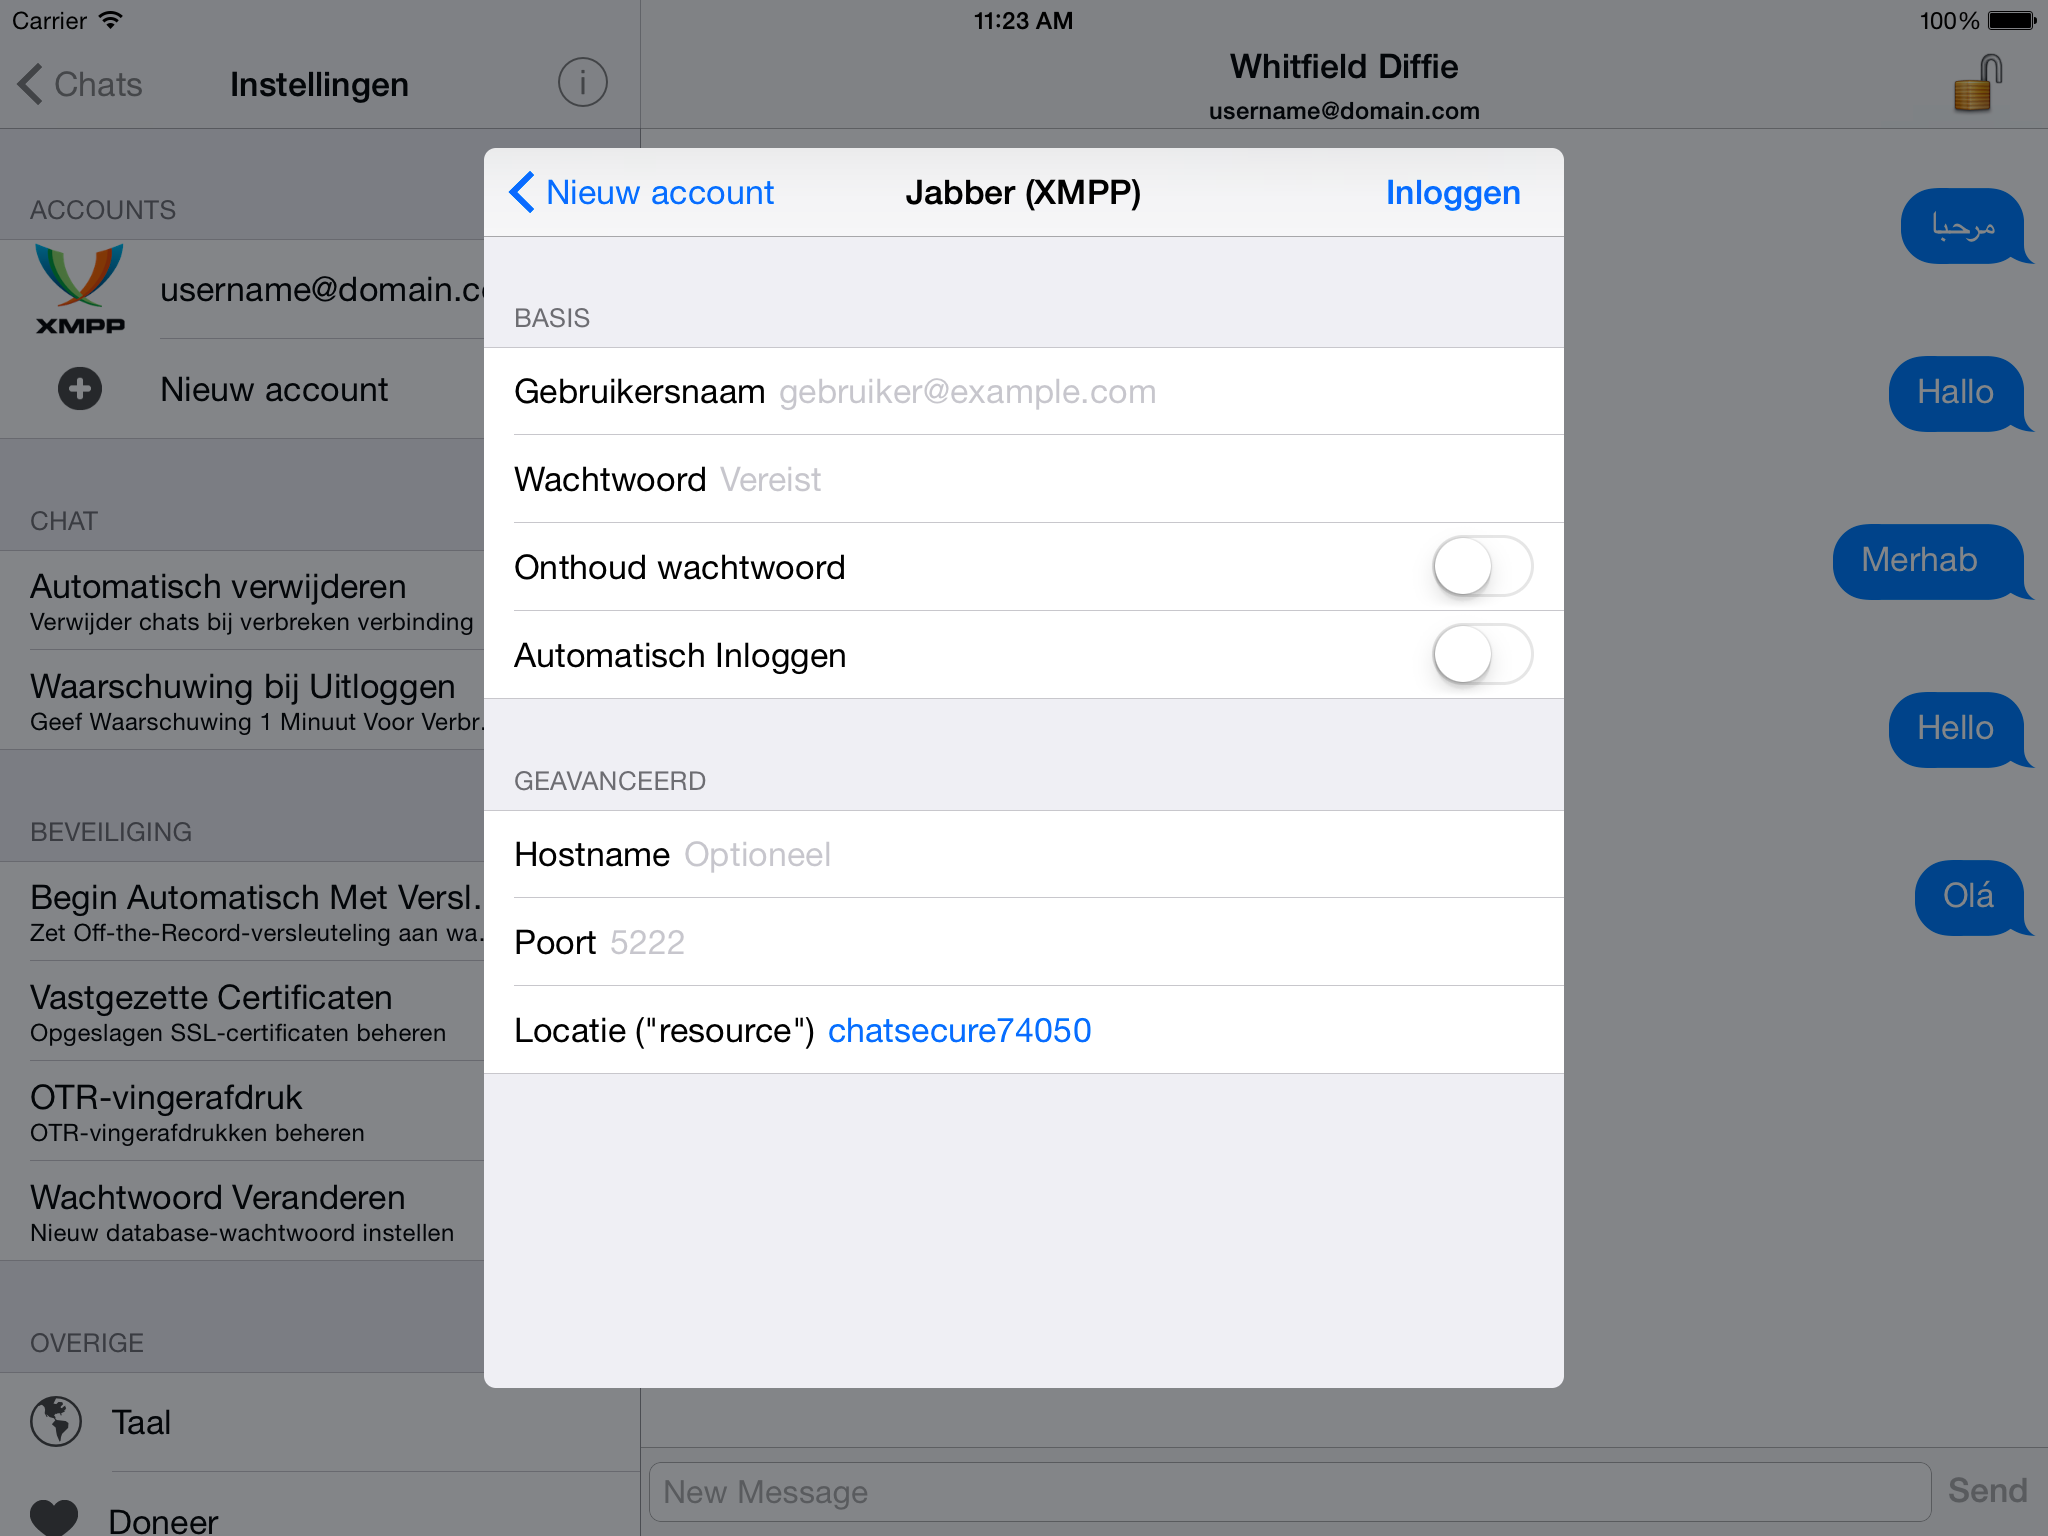 Carrier
11:23 AM
100%
Chats
Instellingen
Whitfield Diffie
username@domain.com
ACCOUNTS
XMPP
username@domain.c
Nieuw account
CHAT
Automatisch verwijderen
Verwijder chats bij verbreken verbinding
Waarschuwing bij Uitloggen
Geef Waarschuwing 1 Minuut Voor Verbr...
BEVEILIGING
Begin Automatisch Met Versl...
Zet Off-the-Record-versleuteling aan wa...
Vastgezette Certificaten
Opgeslagen SSL-certificaten beheren
OTR-vingerafdruk
OTR-vingerafdrukken beheren
Wachtwoord Veranderen
Nieuw database-wachtwoord instellen
OVERIGE
Taal
Doneer
Nieuw account
Jabber (XMPP)
Inloggen
BASIS
Gebruikersnaam gebruiker@example.com
Wachtwoord Vereist
Onthoud wachtwoord
Automatisch Inloggen
GEAVANCEERD
Hostname Optioneel
Poort 5222
Locatie ("resource") chatsecure74050
مرحبا
Hallo
Merhab
Hello
Olá
New Message
Send